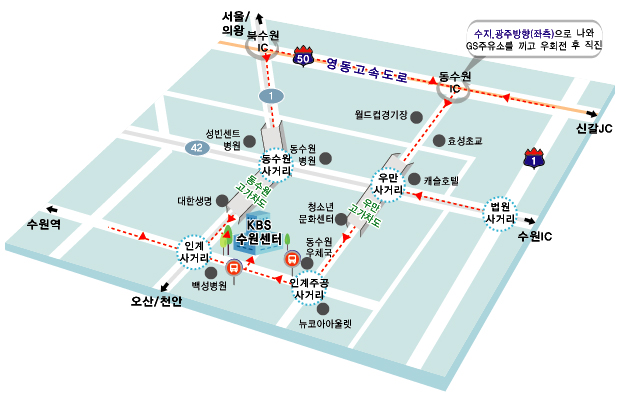 서울/
의왕
북수원
IC
50
영동고속도로
수지.광주방향(좌측)으로 나와
GS주유소를 끼고 우회전 후 직진
동수원
IC
신갈JC
1
월드컵경기장
효성초교
1
성빈센트
병원
42
동수원
사거리
동수원
병원
우만
사거리
캐슬호텔
법원
사거리
수원IC
동수원
고가차도
우만
고가차도
대한생명
청소년
문화센터
수원역
KBS
수원센터
인계
사거리
동수원
우체국
백성병원
인계주공
사거리
오산/천안
뉴코아아울렛